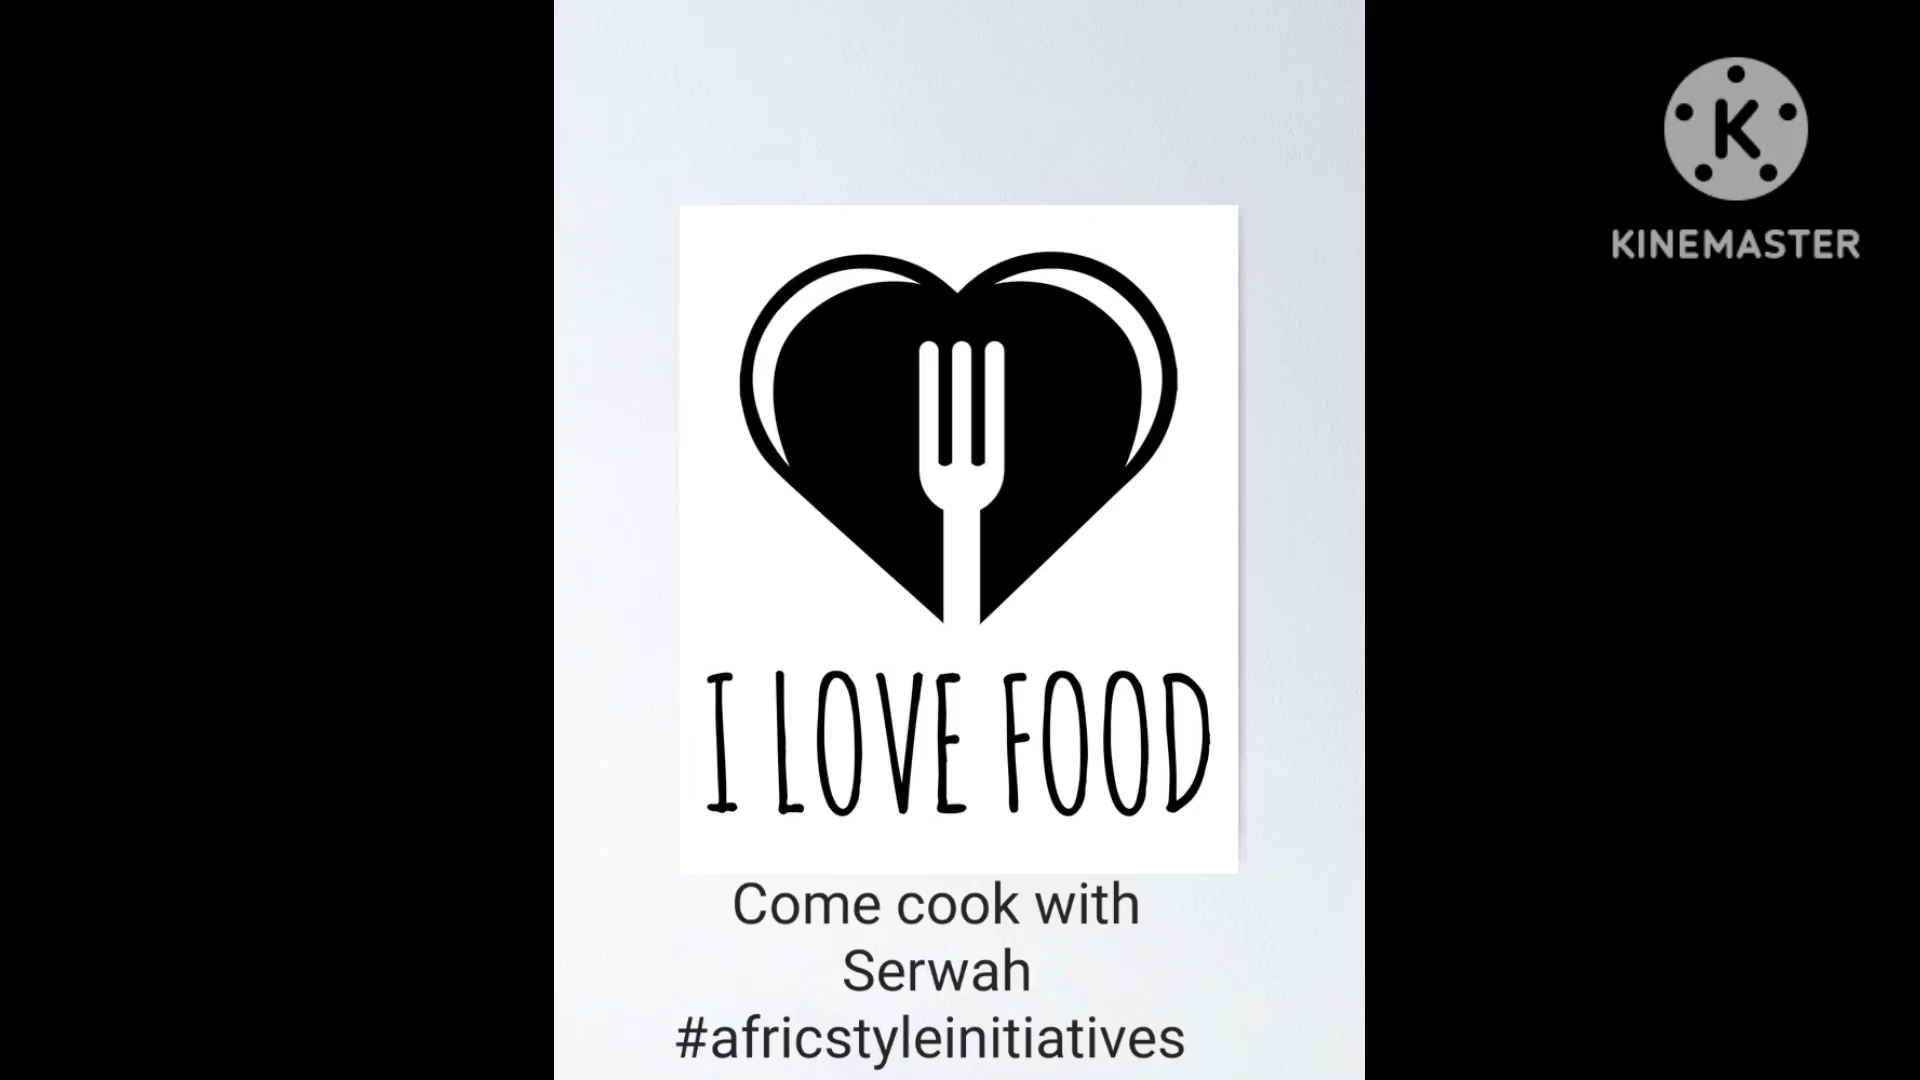 K
KINEMASTER
I LOVE FOOD
Come cook with
Serwah
#africstyleinitiatives